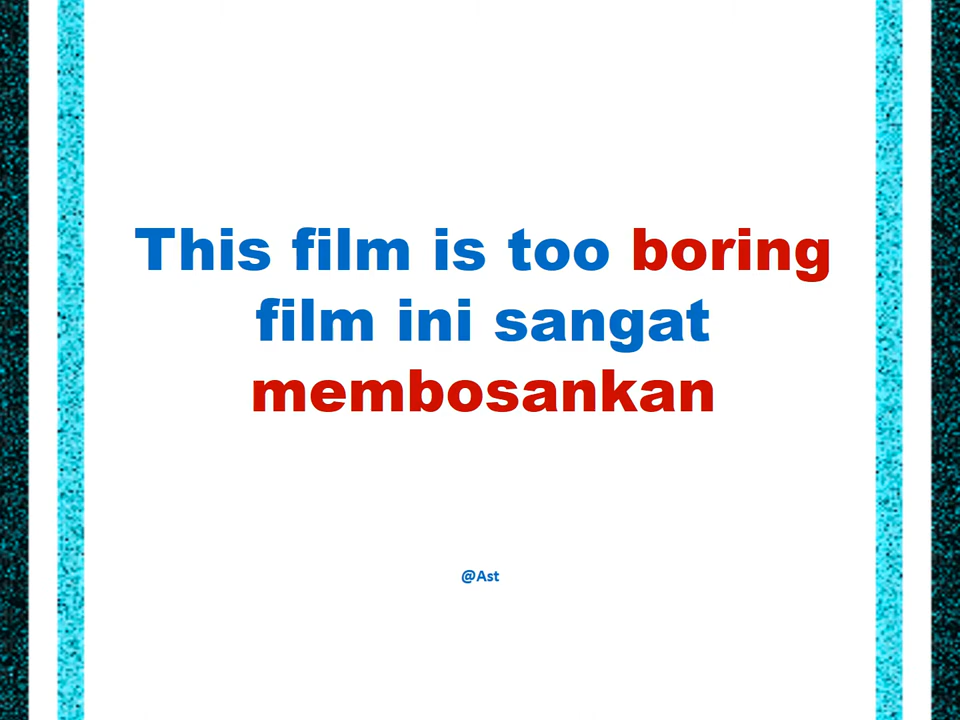 This film is too boring
film ini sangat
membosankan
@Ast